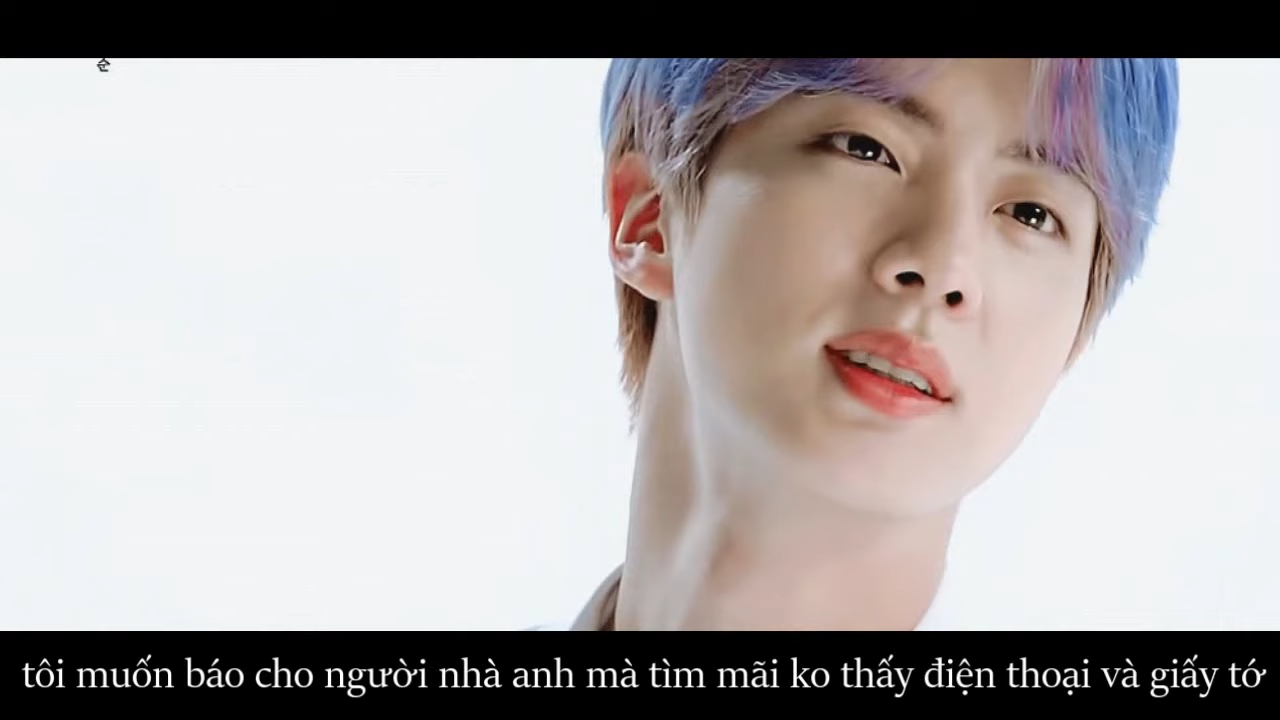 순
tôi muốn báo cho người nhà anh mà tìm mãi ko thấy điện thoại và giấy tớ